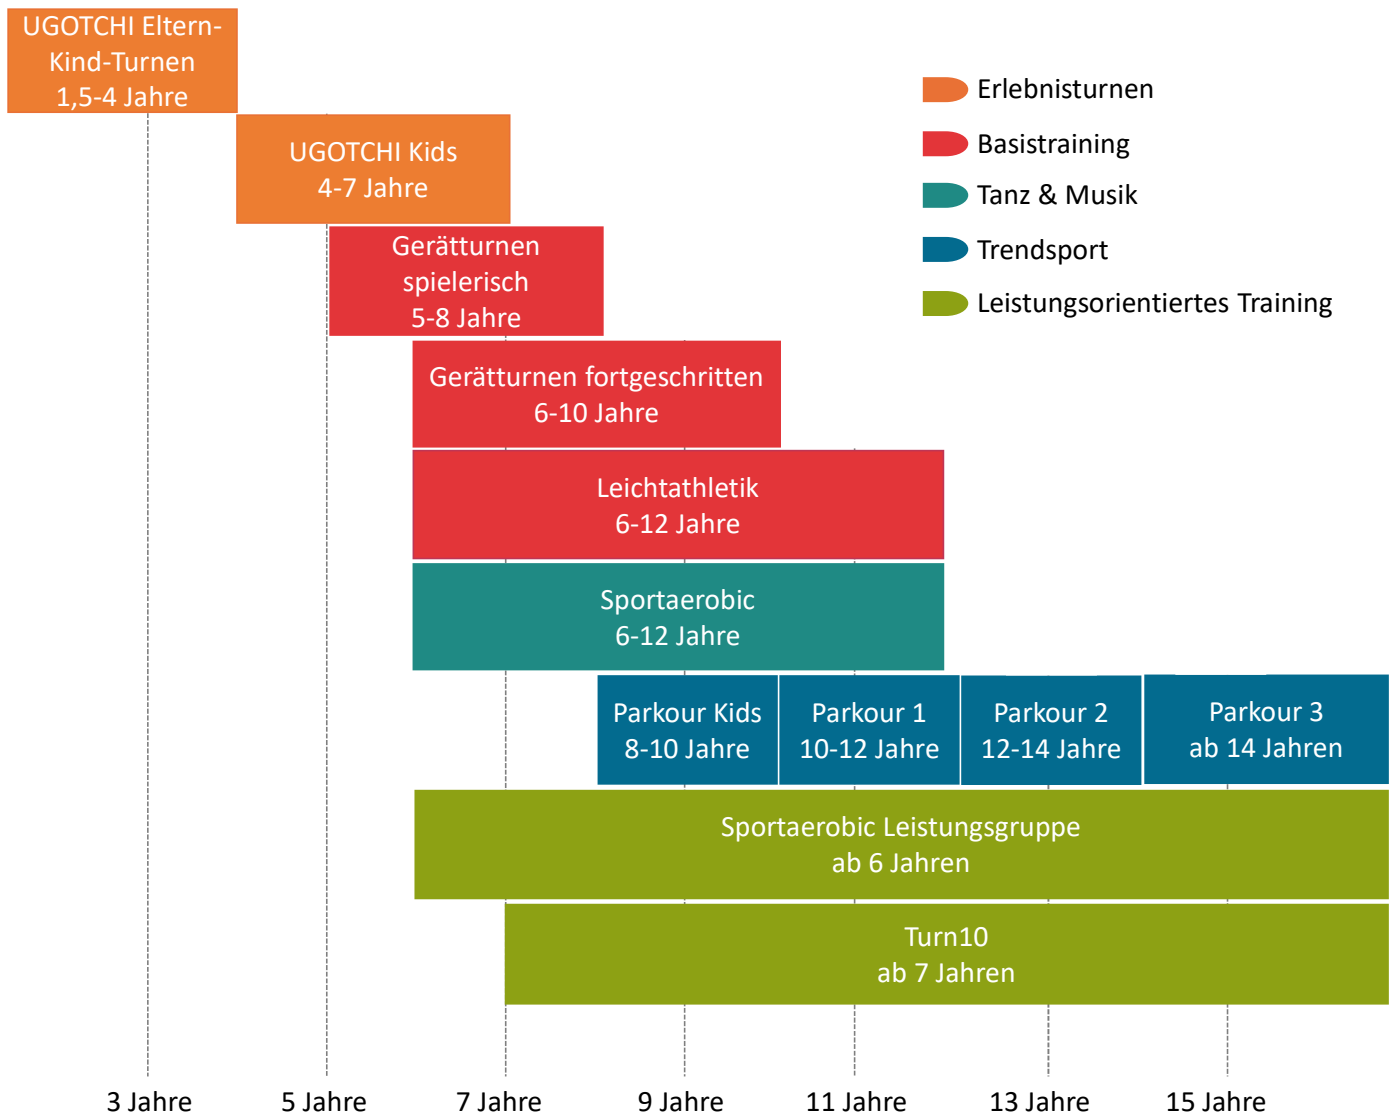 UGOTCHI Eltern-
Kind-Turnen
1,5-4 Jahre
UGOTCHI Kids
4-7 Jahre
Gerätturnen
spielerisch
5-8 Jahre
Gerätturnen fortgeschritten
6-10 Jahre
Leichtathletik
6-12 Jahre
Sportaerobic
6-12 Jahre
Parkour Kids
8-10 Jahre
Parkour 1
10-12 Jahre
Parkour 2
12-14 Jahre
Parkour 3
ab 14 Jahren
Sportaerobic Leistungsgruppe
ab 6 Jahren
Turn10
ab 7 Jahren
Erlebnisturnen
Basistraining
Tanz & Musik
Trendsport
Leistungsorientiertes Training
3 Jahre
5 Jahre
7 Jahre
9 Jahre
11 Jahre
13 Jahre
15 Jahre